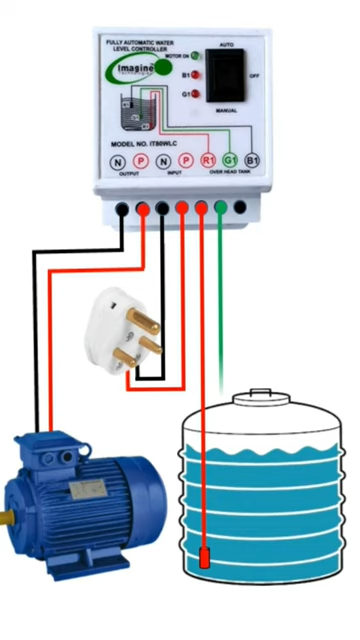 FULLY AUTOMATIC WATER
LEVEL CONTROLLER
AUTO
MOTOR ON
Imagine
Technologies
B1
OFF
G1
MANUAL
MODEL NO. IT80WLC
N P N P R1 G1 B1
OUTPUT INPUT OVER HEAD TANK